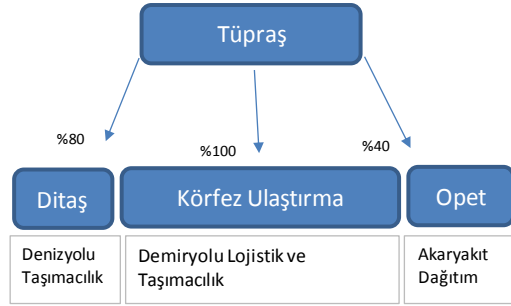 Tüpraş
%80
%100
%40
Ditaş
Körfez Ulaştırma
Opet
Denizyolu
Taşımacılık
Demiryolu Lojistik ve
Taşımacılık
Akaryakıt
Dağıtım